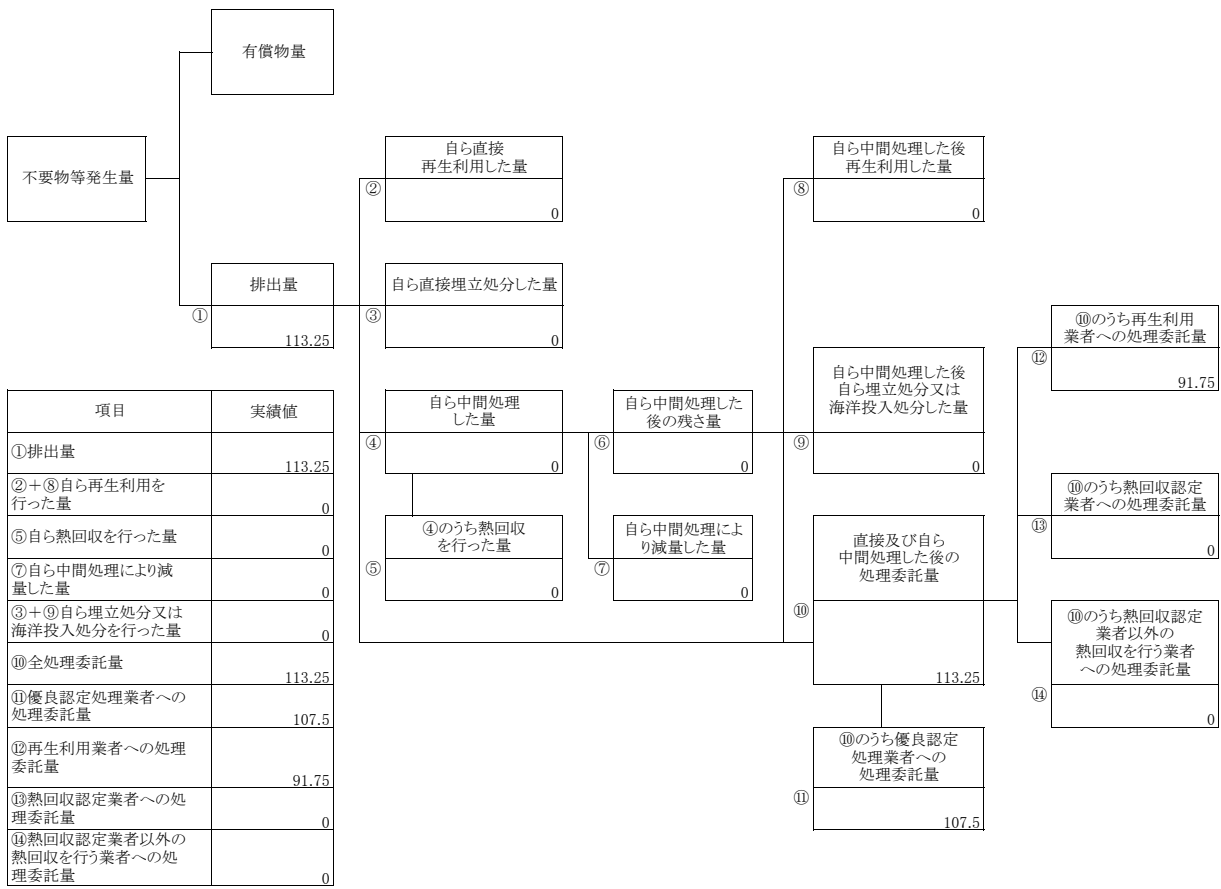 有償物量
不要物等発生量
自ら直接
再生利用した量
②
0
自ら中間処理した後
再生利用した量
⑧
0
排出量
①
113.25
自ら直接埋立処分した量
③
0
⑩のうち再生利用
業者への処理委託量
⑫
91.75
自ら中間処理
した量
④
0
自ら中間処理した
後の残さ量
⑥
0
自ら中間処理した後
自ら埋立処分又は
海洋投入処分した量
⑨
0
⑩のうち熱回収認定
業者への処理委託量
⑬
0
④のうち熱回収
を行った量
⑤
0
自ら中間処理によ
り減量した量
⑦
0
直接及び自ら
中間処理した後の
処理委託量
⑩
113.25
⑩のうち熱回収認定
業者以外の
熱回収を行う業者
への処理委託量
⑭
0
⑩のうち優良認定
処理業者への
処理委託量
⑪
107.5
項目 実績値
①排出量
113.25
②+⑧自ら再生利用を
行った量
0
⑤自ら熱回収を行った量
0
⑦自ら中間処理により減
量した量
0
③+⑨自ら埋立処分又は
海洋投入処分を行った量
0
⑩全処理委託量
113.25
⑪優良認定処理業者への
処理委託量
107.5
⑫再生利用業者への処理
委託量
91.75
⑬熱回収認定業者への処
理委託量
0
⑭熱回収認定業者以外の
熱回収を行う業者への処
理委託量
0